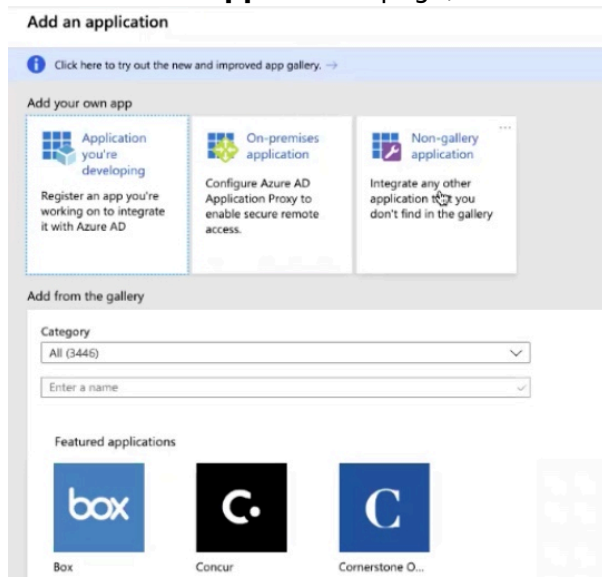 Add an application
Click here to try out the new and improved app gallery. →
Add your own app
Application
you're
developing
Register an app you're
working on to integrate
it with Azure AD
On-premises
application
Configure Azure AD
Application Proxy to
enable secure remote
access.
Non-gallery
application
Integrate any other
application that you
don't find in the gallery
Add from the gallery
Category
All (3446)
Enter a name
Featured applications
box
C.
C
Box
Concur
Cornerstone O...